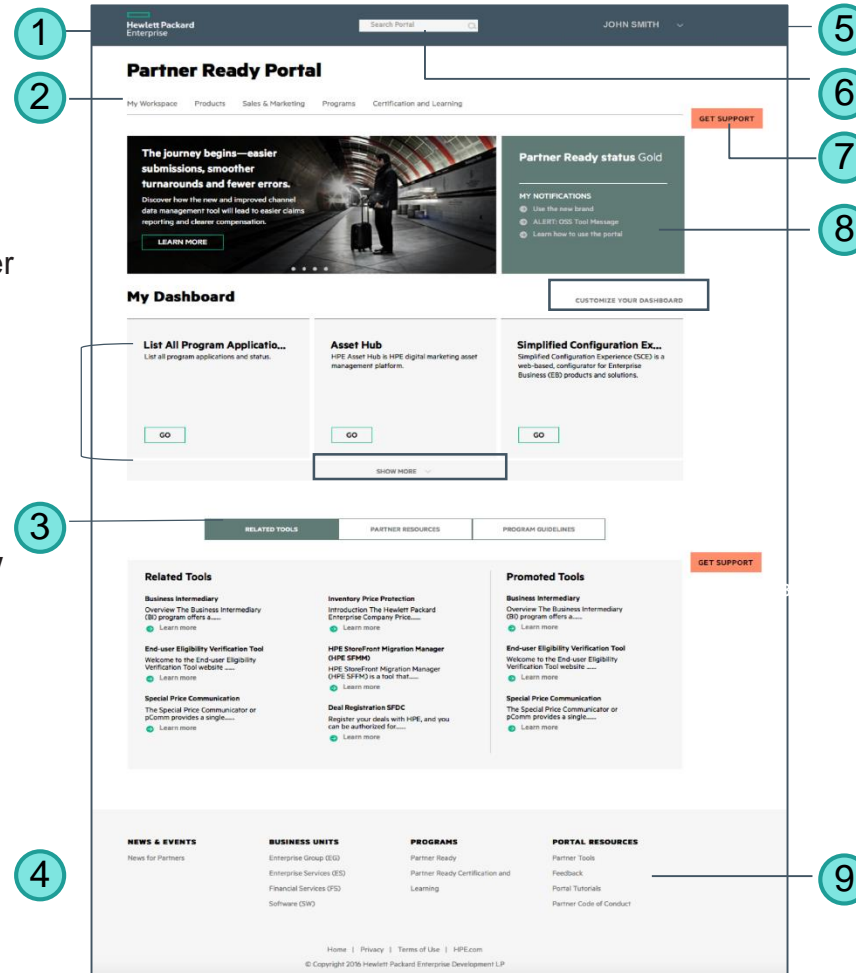 1
Hewlett Packard
Enterprise
Search Portal
JOHN SMITH
5
Partner Ready Portal
6
2
My Workspace Products Sales & Marketing Programs Certification and Learning
GET SUPPORT
7
The journey begins—easier
submissions, smoother
turnarounds and fewer errors.
Discover how the new and improved channel
data management tool will lead to easier claims
reporting and clearer compensation.
LEARN MORE
Partner Ready status Gold
MY NOTIFICATIONS
Use the new brand
ALERT: OSS Tool Message
Learn how to use the portal
8
er
My Dashboard
CUSTOMIZE YOUR DASHBOARD
List All Program Applicatio...
List all program applications and status.
GO
Asset Hub
HPE Asset Hub is HPE digital marketing asset
management platform.
GO
Simplified Configuration Ex...
Simplified Configuration Experience (SCE) is a
web-based, configurator for Enterprise
Business (EB) products and solutions.
GO
SHOW MORE
3
RELATED TOOLS PARTNER RESOURCES PROGRAM GUIDELINES
GET SUPPORT
s
Related Tools
Business Intermediary
Overview The Business Intermediary
(BI) program offers a......
Learn more
End-user Eligibility Verification Tool
Welcome to the End-user Eligibility
Verification Tool website ......
Learn more
Special Price Communication
The Special Price Communicator or
pComm provides a single......
Learn more
Inventory Price Protection
Introduction The Hewlett Packard
Enterprise Company Price......
Learn more
HPE StoreFront Migration Manager
(HPE SFMM)
HPE StoreFront Migration Manager
(HPE SFFM) is a tool that......
Learn more
Deal Registration SFDC
Register your deals with HPE, and you
can be authorized for......
Learn more
Promoted Tools
Business Intermediary
Overview The Business Intermediary
(BI) program offers a......
Learn more
End-user Eligibility Verification Tool
Welcome to the End-user Eligibility
Verification Tool website ......
Learn more
Special Price Communication
The Special Price Communicator or
pComm provides a single......
Learn more
4
NEWS & EVENTS
News for Partners
BUSINESS UNITS
Enterprise Group (EG)
Enterprise Services (ES)
Financial Services (FS)
Software (SW)
PROGRAMS
Partner Ready
Partner Ready Certification and
Learning
PORTAL RESOURCES
Partner Tools
Feedback
Portal Tutorials
Partner Code of Conduct
9
Home | Privacy | Terms of Use | HPE.com
© Copyright 2016 Hewlett Packard Enterprise Development LP